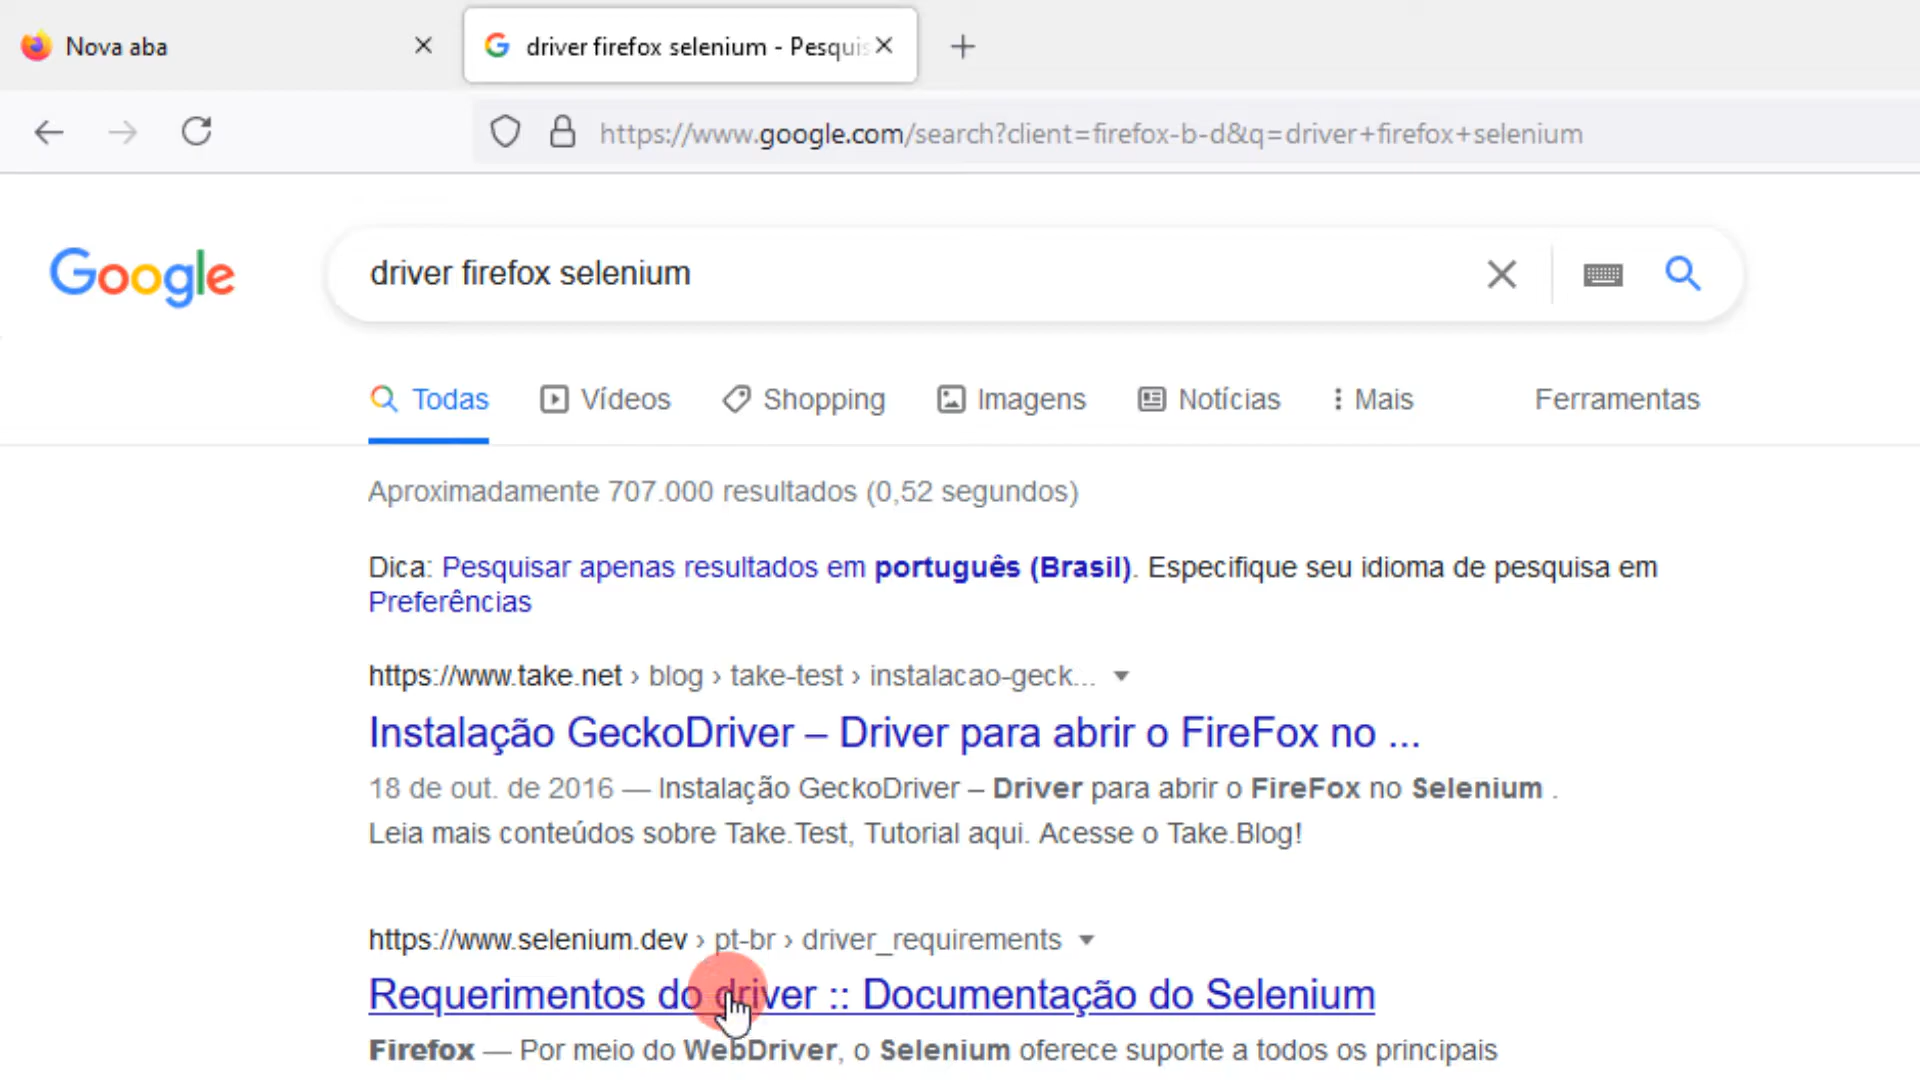 Nova aba
driver firefox selenium - Pesquis
https://www.google.com/search?client=firefox-b-d&q=driver+firefox+selenium
Google
driver firefox selenium
Todas Vídeos Shopping Imagens Notícias Mais Ferramentas
Aproximadamente 707.000 resultados (0,52 segundos)
Dica: Pesquisar apenas resultados em português (Brasil). Especifique seu idioma de pesquisa em
Preferências
https://www.take.net › blog › take-test › instalacao-geck...
Instalação GeckoDriver – Driver para abrir o FireFox no ...
18 de out. de 2016 — Instalação GeckoDriver – Driver para abrir o FireFox no Selenium .
Leia mais conteúdos sobre Take.Test, Tutorial aqui. Acesse o Take.Blog!
https://www.selenium.dev › pt-br › driver_requirements
Requerimentos do driver :: Documentação do Selenium
Firefox — Por meio do WebDriver, o Selenium oferece suporte a todos os principais